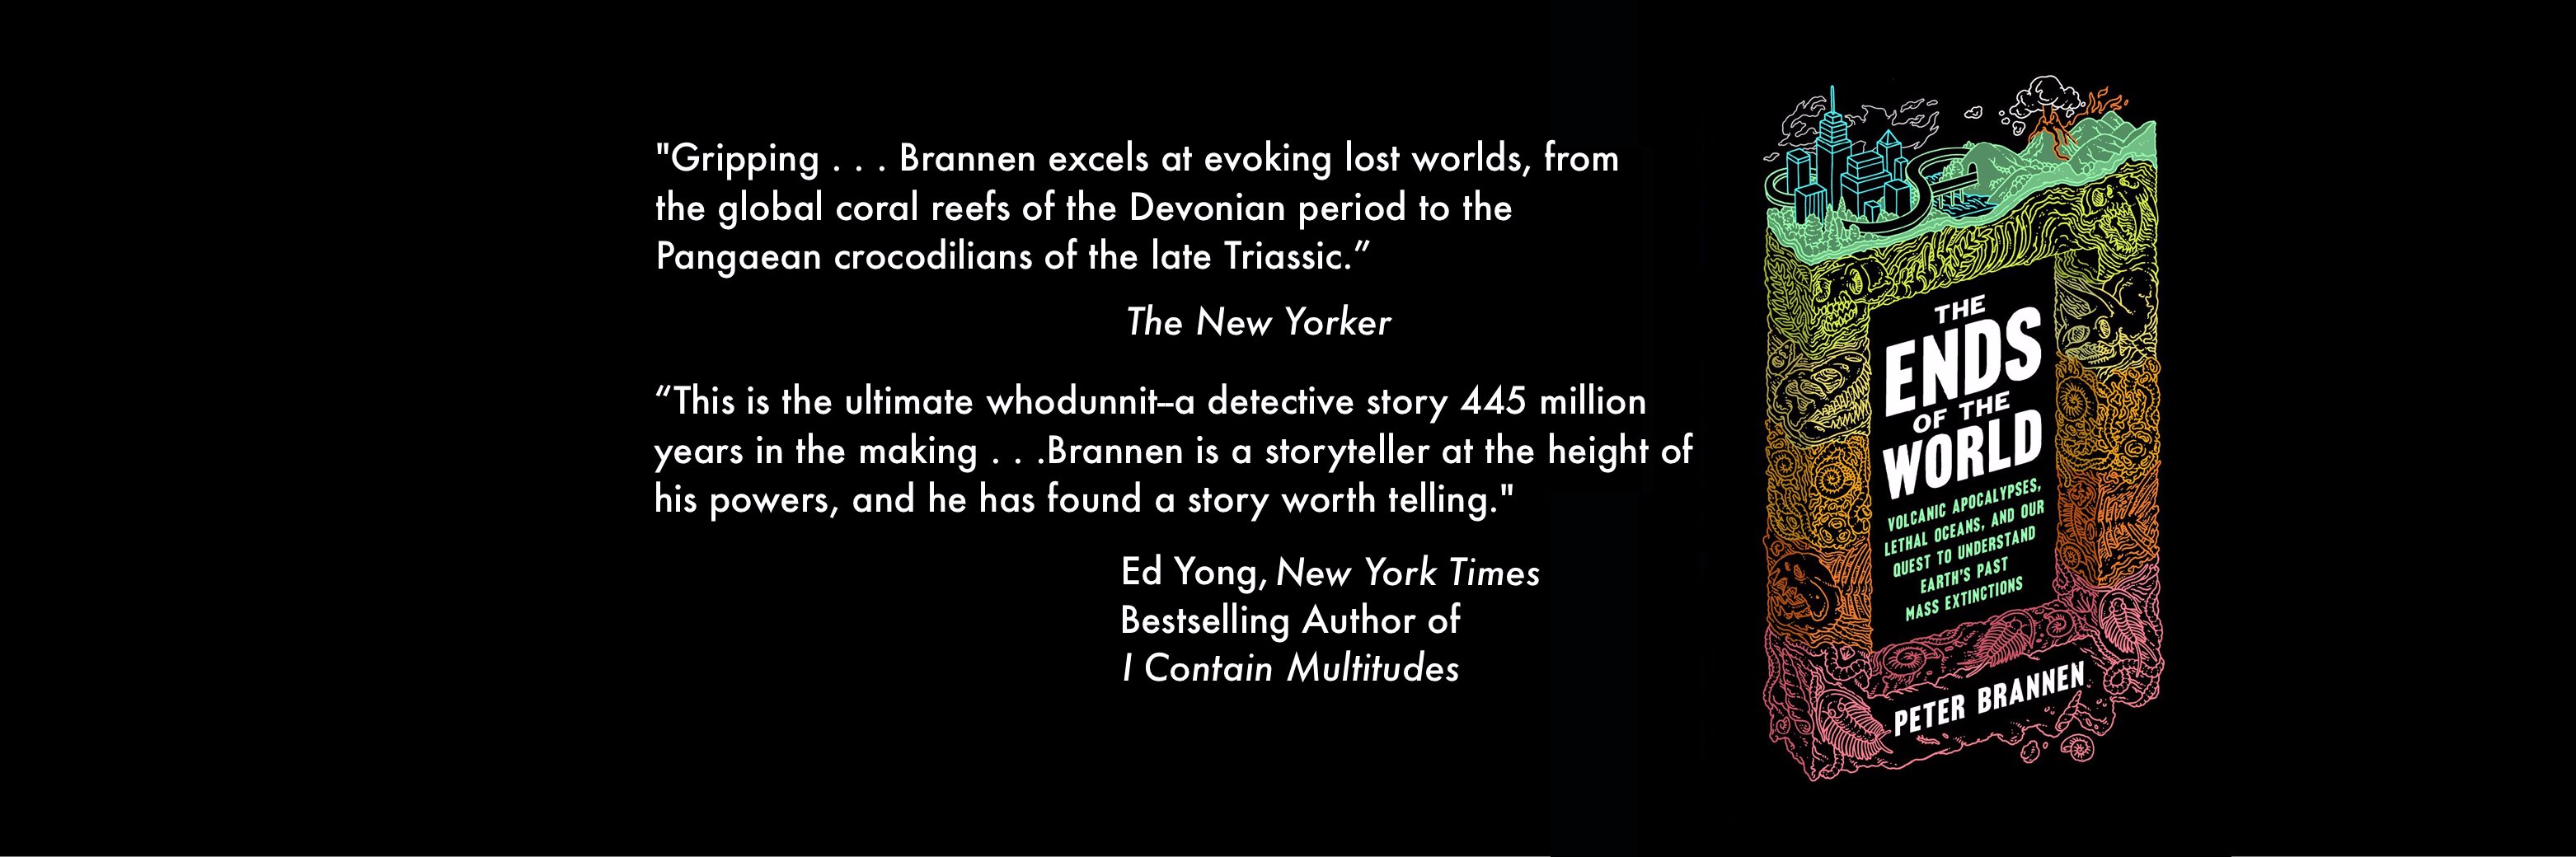 "Gripping . . . Brannen excels at evoking lost worlds, from
the global coral reefs of the Devonian period to the
Pangaean crocodilians of the late Triassic.”
The New Yorker
“This is the ultimate whodunnit--a detective story 445 million
years in the making . . .Brannen is a storyteller at the height of
his powers, and he has found a story worth telling."
Ed Yong, New York Times
Bestselling Author of
I Contain Multitudes
THE
ENDS
OF THE
WORLD
VOLCANIC APOCALYPSES,
LETHAL OCEANS, AND OUR
QUEST TO UNDERSTAND
EARTH'S PAST
MASS EXTINCTIONS
PETER BRANNEN